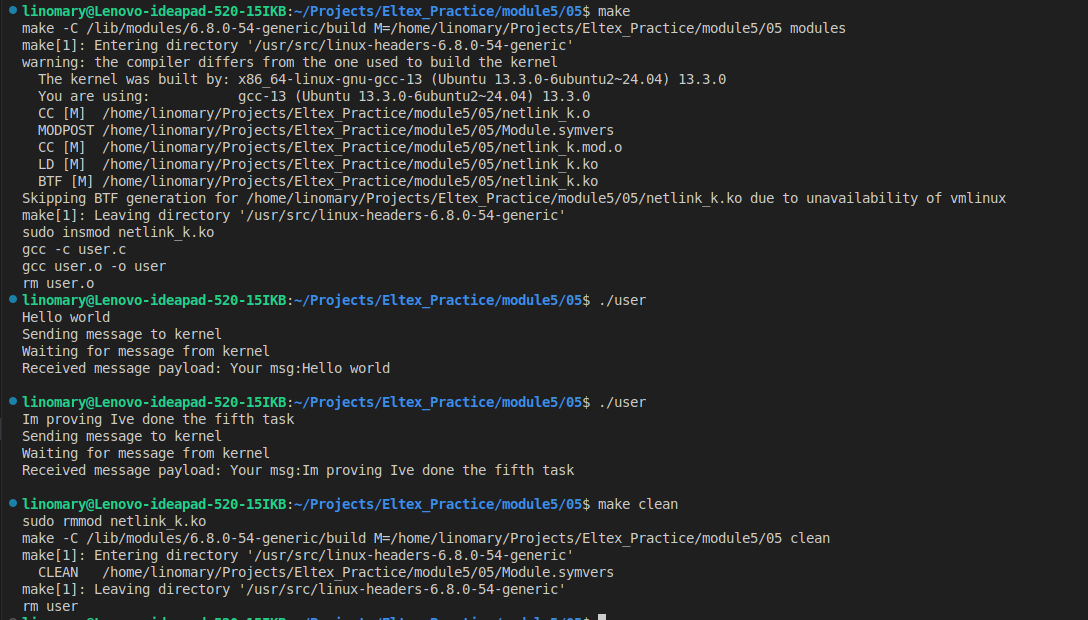 linomary@Lenovo-ideapad-520-15IKB:~/Projects/Eltex_Practice/module5/05$ make
make -C /lib/modules/6.8.0-54-generic/build M=/home/linomary/Projects/Eltex_Practice/module5/05 modules
make[1]: Entering directory '/usr/src/linux-headers-6.8.0-54-generic'
warning: the compiler differs from the one used to build the kernel
  The kernel was built by: x86_64-linux-gnu-gcc-13 (Ubuntu 13.3.0-6ubuntu2~24.04) 13.3.0
  You are using:           gcc-13 (Ubuntu 13.3.0-6ubuntu2~24.04) 13.3.0
  CC [M]  /home/linomary/Projects/Eltex_Practice/module5/05/netlink_k.o
  MODPOST /home/linomary/Projects/Eltex_Practice/module5/05/Module.symvers
  CC [M]  /home/linomary/Projects/Eltex_Practice/module5/05/netlink_k.mod.o
  LD [M]  /home/linomary/Projects/Eltex_Practice/module5/05/netlink_k.ko
  BTF [M] /home/linomary/Projects/Eltex_Practice/module5/05/netlink_k.ko
Skipping BTF generation for /home/linomary/Projects/Eltex_Practice/module5/05/netlink_k.ko due to unavailability of vmlinux
make[1]: Leaving directory '/usr/src/linux-headers-6.8.0-54-generic'
sudo insmod netlink_k.ko
gcc -c user.c
gcc user.o -o user
rm user.o
linomary@Lenovo-ideapad-520-15IKB:~/Projects/Eltex_Practice/module5/05$ ./user
Hello world
Sending message to kernel
Waiting for message from kernel
Received message payload: Your msg:Hello world
linomary@Lenovo-ideapad-520-15IKB:~/Projects/Eltex_Practice/module5/05$ ./user
Im proving Ive done the fifth task
Sending message to kernel
Waiting for message from kernel
Received message payload: Your msg:Im proving Ive done the fifth task
linomary@Lenovo-ideapad-520-15IKB:~/Projects/Eltex_Practice/module5/05$ make clean
sudo rmmod netlink_k.ko
make -C /lib/modules/6.8.0-54-generic/build M=/home/linomary/Projects/Eltex_Practice/module5/05 clean
make[1]: Entering directory '/usr/src/linux-headers-6.8.0-54-generic'
  CLEAN   /home/linomary/Projects/Eltex_Practice/module5/05/Module.symvers
make[1]: Leaving directory '/usr/src/linux-headers-6.8.0-54-generic'
rm user